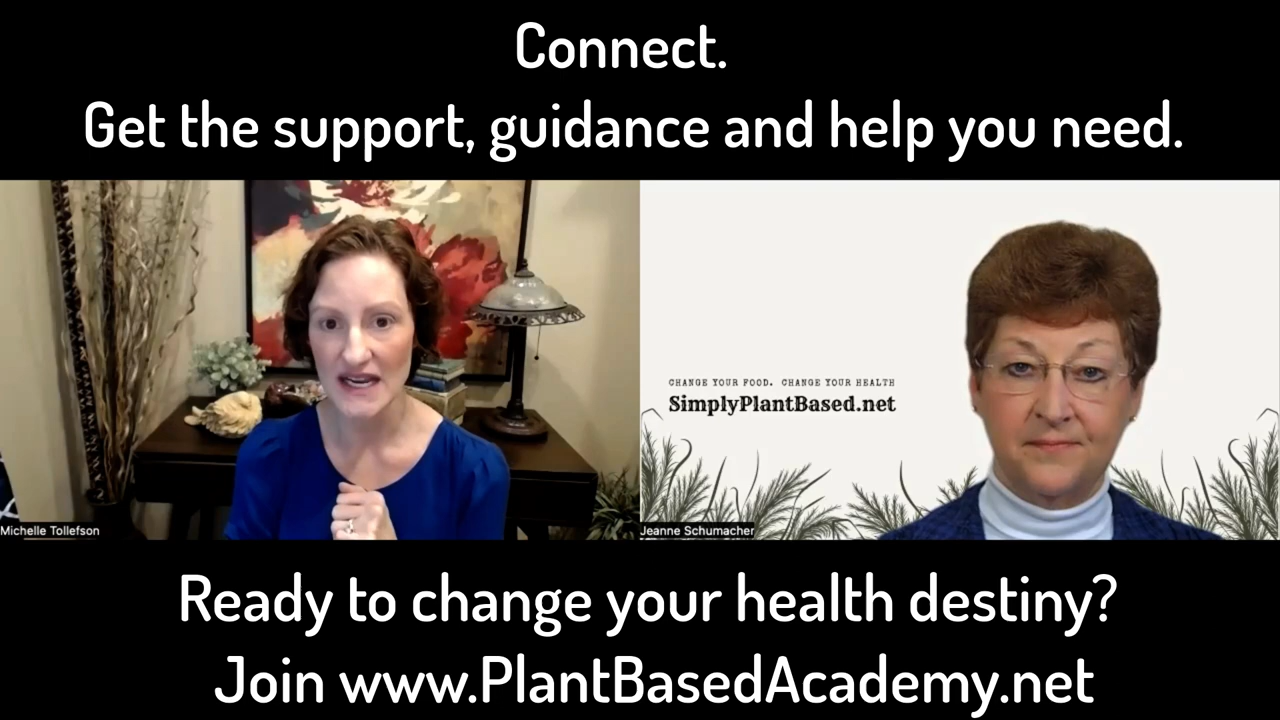 Connect.
Get the support, guidance and help you need.
CHANGE YOUR FOOD. CHANGE YOUR HEALTH
SimplyPlantBased.net
Michelle Tollefson
Jeanne Schumacher
Ready to change your health destiny?
Join www.PlantBasedAcademy.net